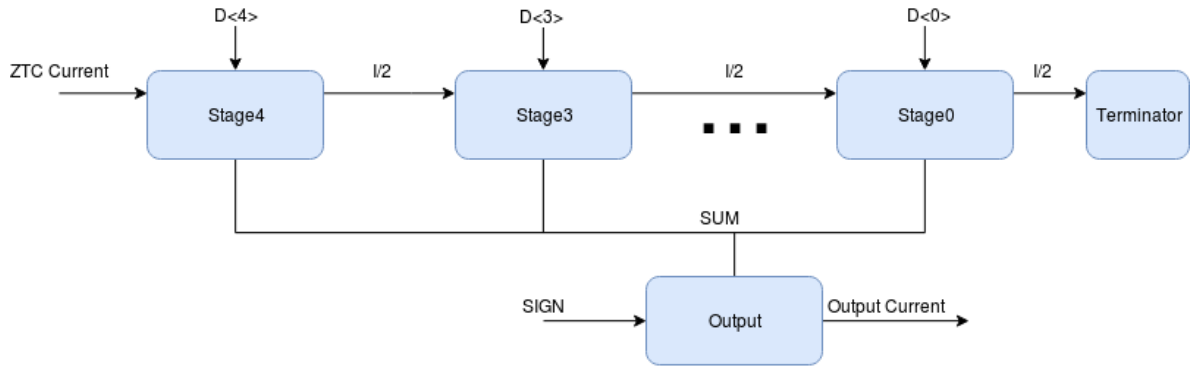 D<4>
D<3>
D<0>
ZTC Current
I/2
I/2
I/2
Stage4
Stage3
Stage0
Terminator
SUM
SIGN
Output
Output Current